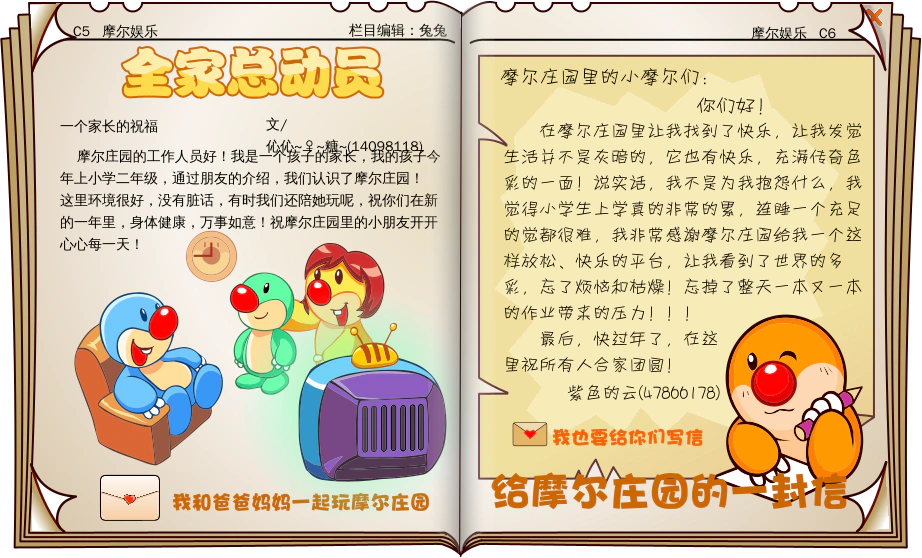 C5 摩尔娱乐
栏目编辑：兔兔
全家总动员
一个家长的祝福
文/
伈伈~♀~糖~(14098118)
摩尔庄园的工作人员好！我是一个孩子的家长，我的孩子今
年上小学二年级，通过朋友的介绍，我们认识了摩尔庄园！
这里环境很好，没有脏话，有时我们还陪她玩呢，祝你们在新
的一年里，身体健康，万事如意！祝摩尔庄园里的小朋友开开
心心每一天！
我和爸爸妈妈一起玩摩尔庄园
摩尔娱乐 C6
摩尔庄园里的小摩尔们：
你们好！
在摩尔庄园里让我找到了快乐，让我发觉
生活并不是灰暗的，它也有快乐，充满传奇色
彩的一面！说实话，我不是为我抱怨什么，我
觉得小学生上学真的非常的累，连睡一个充足
的觉都很难，我非常感谢摩尔庄园给我一个这
样放松、快乐的平台，让我看到了世界的多
彩，忘了烦恼和枯燥！忘掉了整天一本又一本
的作业带来的压力！！！
最后，快过年了，在这
里祝所有人合家团圆！
紫色的云(47866178)
我也要给你们写信
给摩尔庄园的一封信